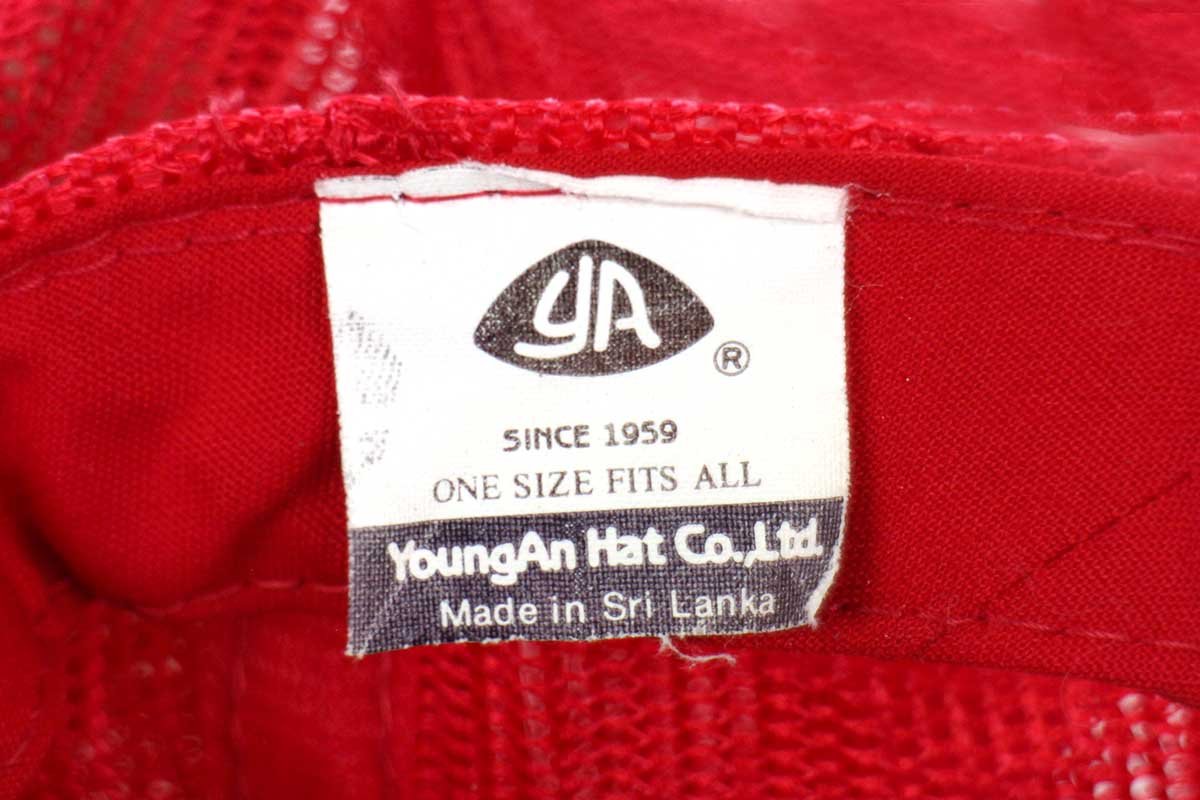 YA
®
SINCE 1959
ONE SIZE FITS ALL
YoungAn Hat Co.,Ltd.
Made in Sri Lanka